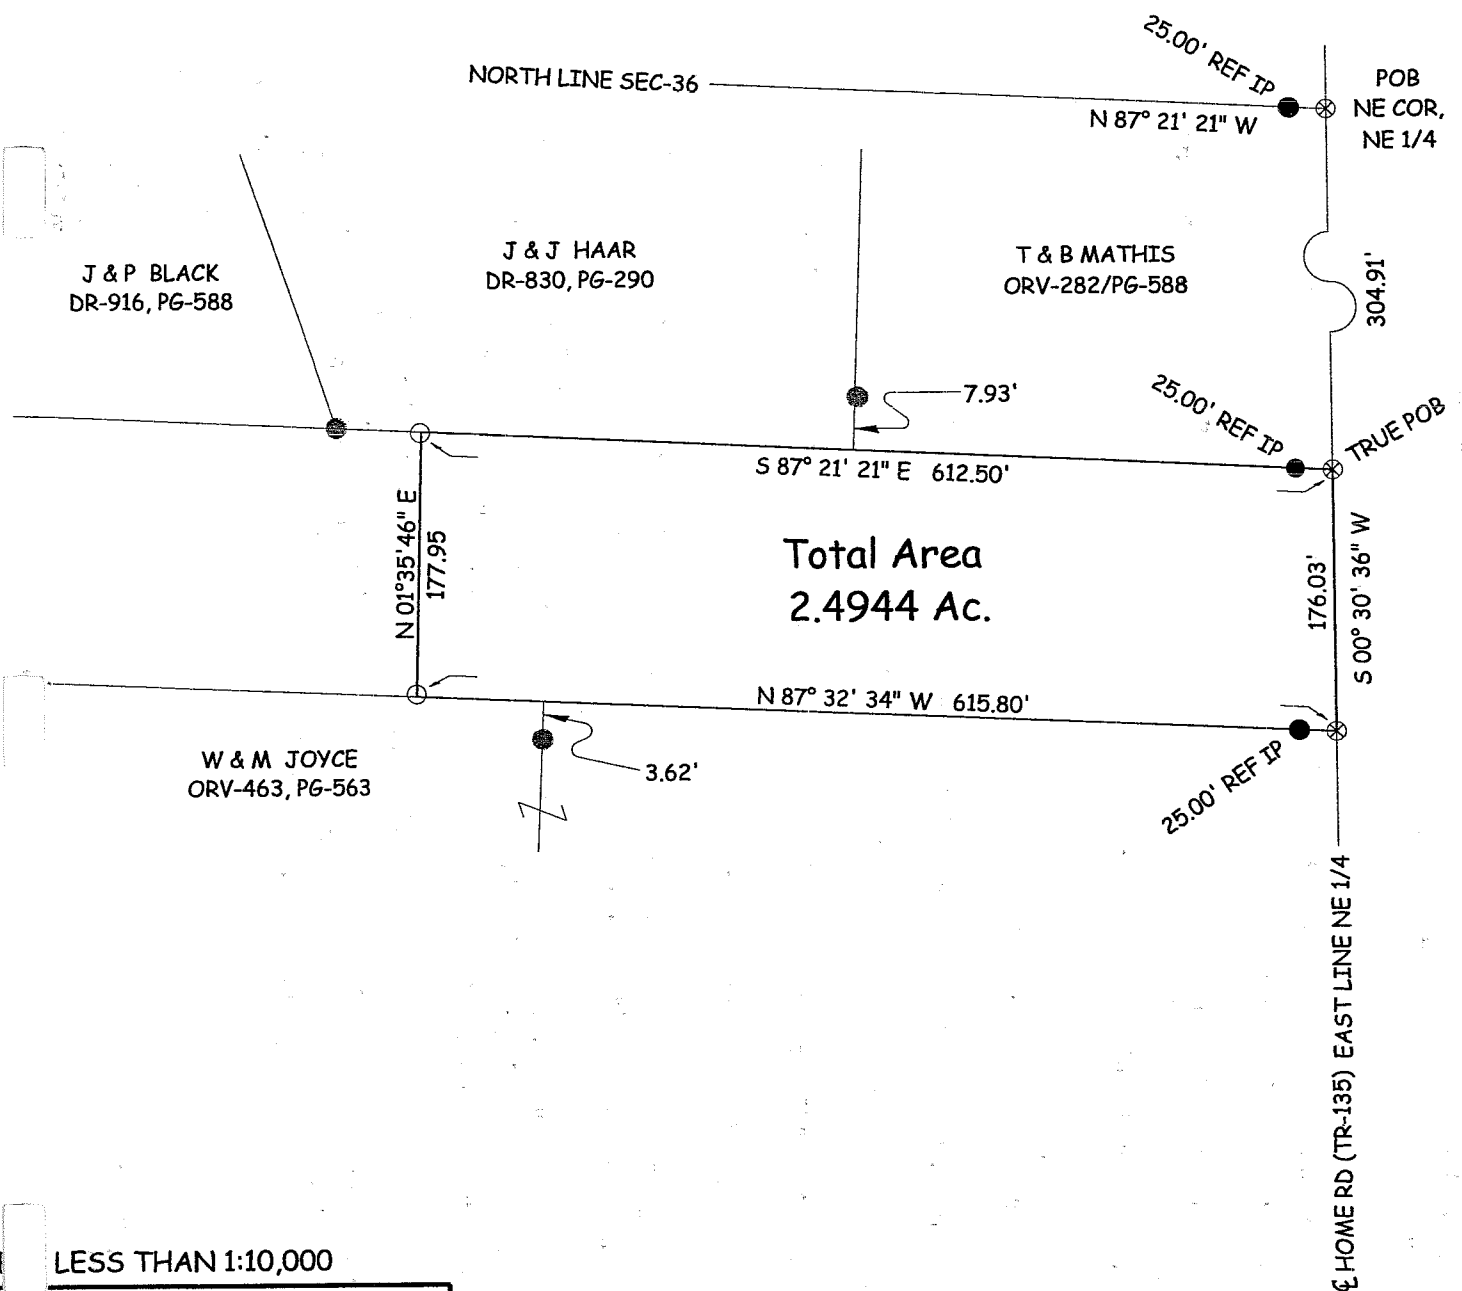 25.00' REF IP
NORTH LINE SEC-36
POB
NE COR,
NE 1/4
N 87° 21' 21" W
J & P BLACK
DR-916, PG-588
J & J HAAR
DR-830, PG-290
T & B MATHIS
ORV-282/PG-588
304.91'
7.93'
25.00' REF IP
TRUE POB
S 87° 21' 21" E 612.50'
N 01°35'46" E
177.95
Total Area
2.4944 Ac.
176.03'
S 00° 30' 36" W
N 87° 32' 34" W 615.80'
W & M JOYCE
ORV-463, PG-563
3.62'
25.00' REF IP
℄ HOME RD (TR-135) EAST LINE NE 1/4
LESS THAN 1:10,000